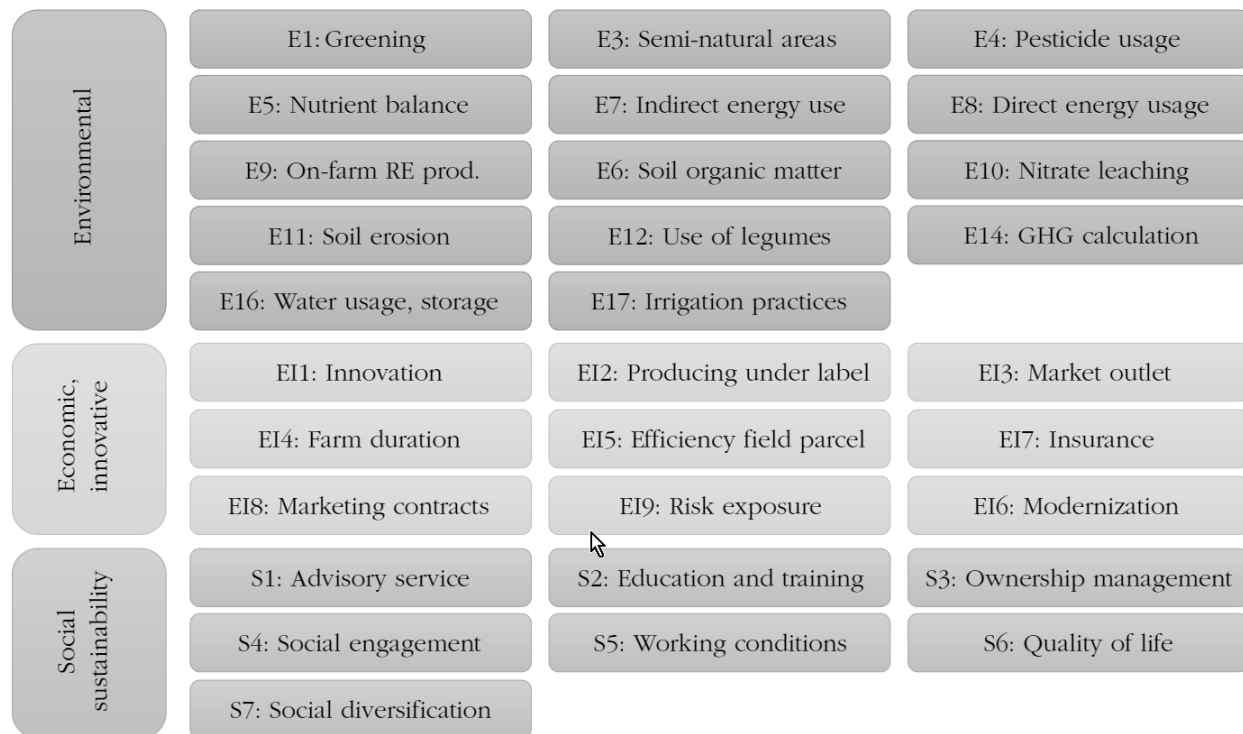 Environmental
E1: Greening
E3: Semi-natural areas
E4: Pesticide usage
E5: Nutrient balance
E7: Indirect energy use
E8: Direct energy usage
E9: On-farm RE prod.
E6: Soil organic matter
E10: Nitrate leaching
E11: Soil erosion
E12: Use of legumes
E14: GHG calculation
E16: Water usage, storage
E17: Irrigation practices
Economic,
innovative
EI1: Innovation
EI2: Producing under label
EI3: Market outlet
EI4: Farm duration
EI5: Efficiency field parcel
EI7: Insurance
EI8: Marketing contracts
EI9: Risk exposure
EI6: Modernization
Social
sustainability
S1: Advisory service
S2: Education and training
S3: Ownership management
S4: Social engagement
S5: Working conditions
S6: Quality of life
S7: Social diversification